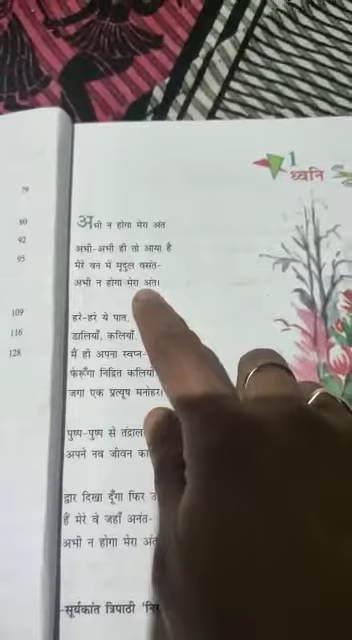 79
80
92
95
109
116
128
1
ध्वनि
अभी न होगा मेरा अंत
अभी-अभी ही तो आया है
मेरे वन में मृदुल वसंत-
अभी न होगा मेरा अंत।
हरे-हरे ये पात,
डालियाँ, कलियाँ,
मैं ही अपना स्वप्न-
फेरूँगा निद्रित कलियों
जगा एक प्रत्यूष मनोहर।
पुष्प-पुष्प से तंद्राल
अपने नव जीवन का
द्वार दिखा दूँगा फिर उ
हैं मेरे वे जहाँ अनंत-
अभी न होगा मेरा अंत
-सूर्यकांत त्रिपाठी 'नि